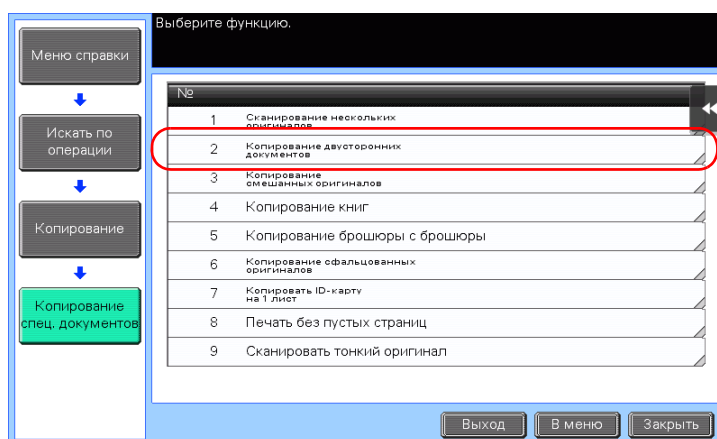 Выберите функцию.
Меню справки
Искать по
операции
Копирование
Копирование
спец. документов
№
1 Сканирование нескольких
оригиналов
2 Копирование двусторонних
документов
3 Копирование
смешанных оригиналов
4 Копирование книг
5 Копирование брошюры с брошюры
6 Копирование сфальцованных
оригиналов
7 Копировать ID-карту
на 1 лист
8 Печать без пустых страниц
9 Сканировать тонкий оригинал
Выход В меню Закрыть